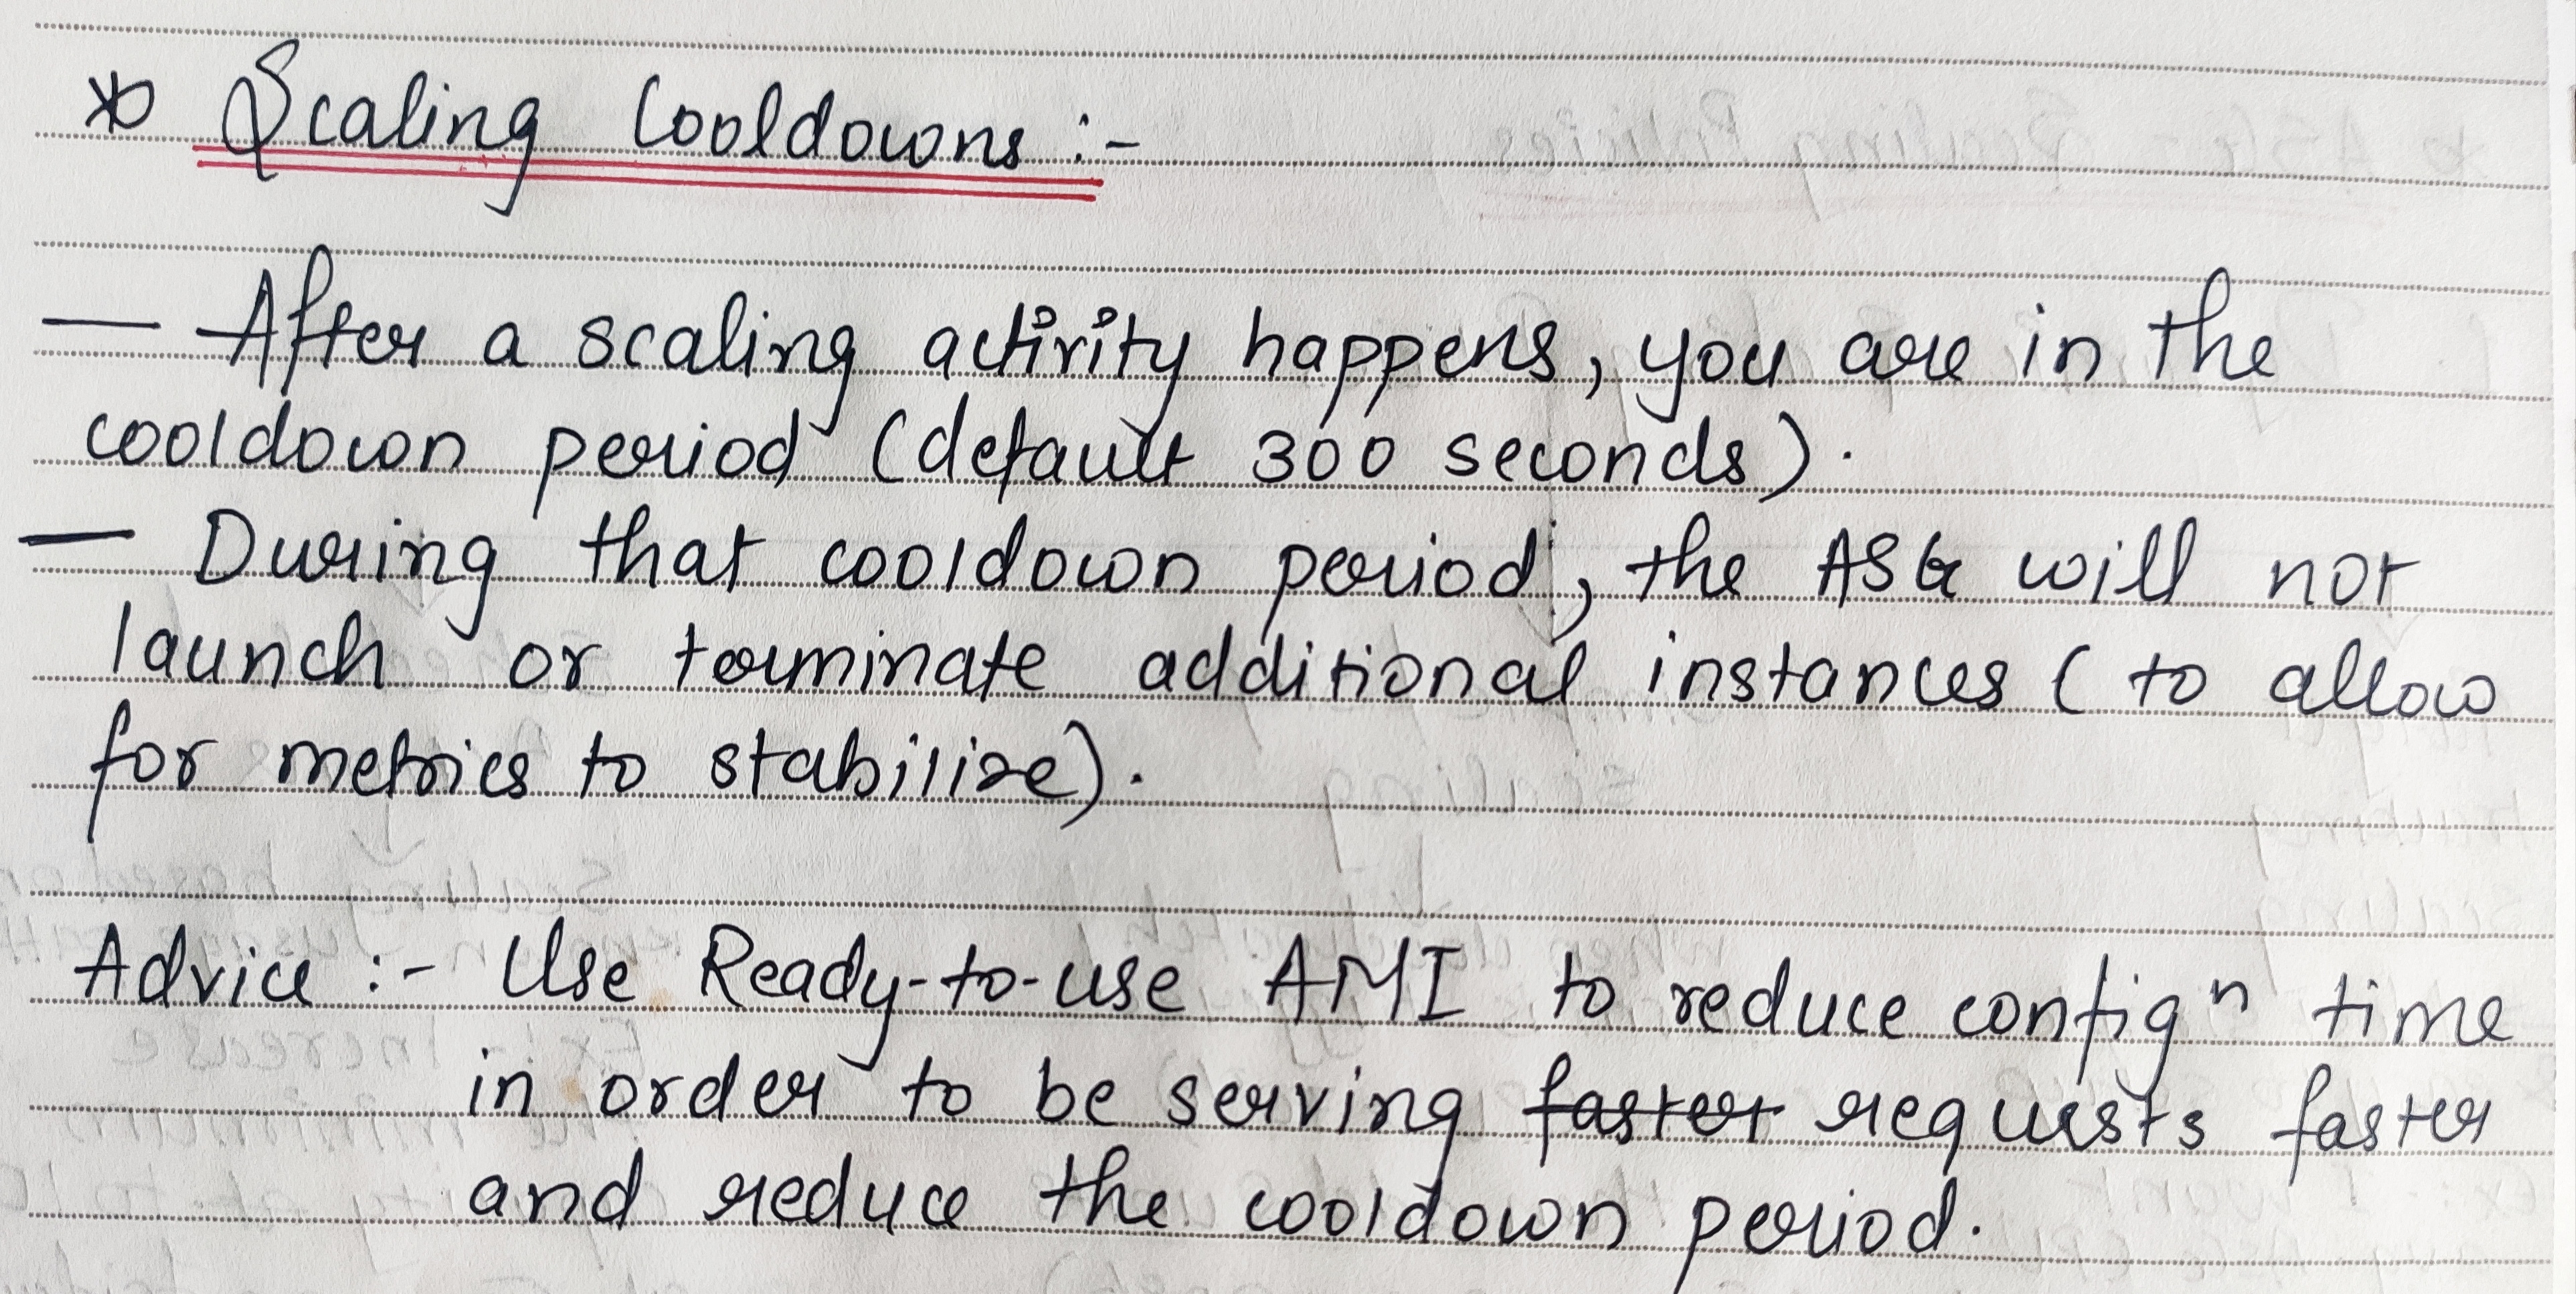 * Scaling Cooldowns :-
— After a scaling activity happens, you are in the
cooldown period (default 300 seconds).
— During that cooldown period, the ASG will not
launch or terminate additional instances (to allow
for metrics to stabilize).
Advice :- Use Ready-to-use AMI to reduce configⁿ time
in order to be serving ~~faster~~ requests faster
and reduce the cooldown period.